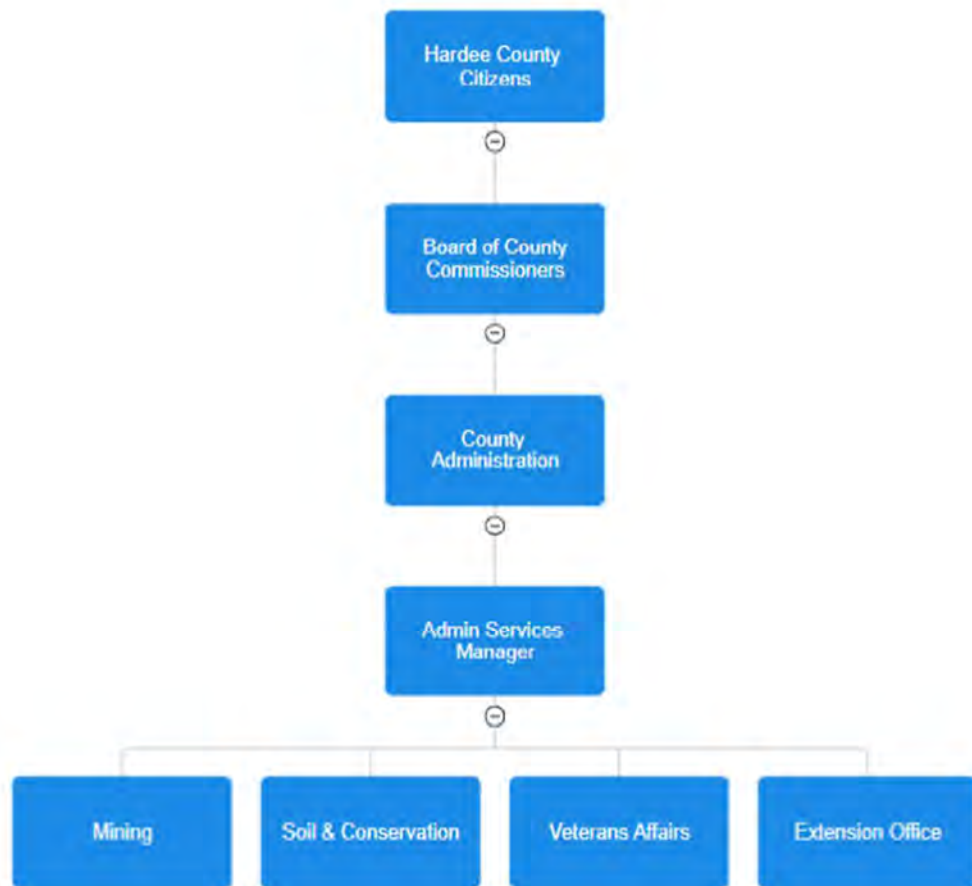 Hardee County
Citizens
Board of County
Commissioners
County
Administration
Admin Services
Manager
Mining
Soil & Conservation
Veterans Affairs
Extension Office